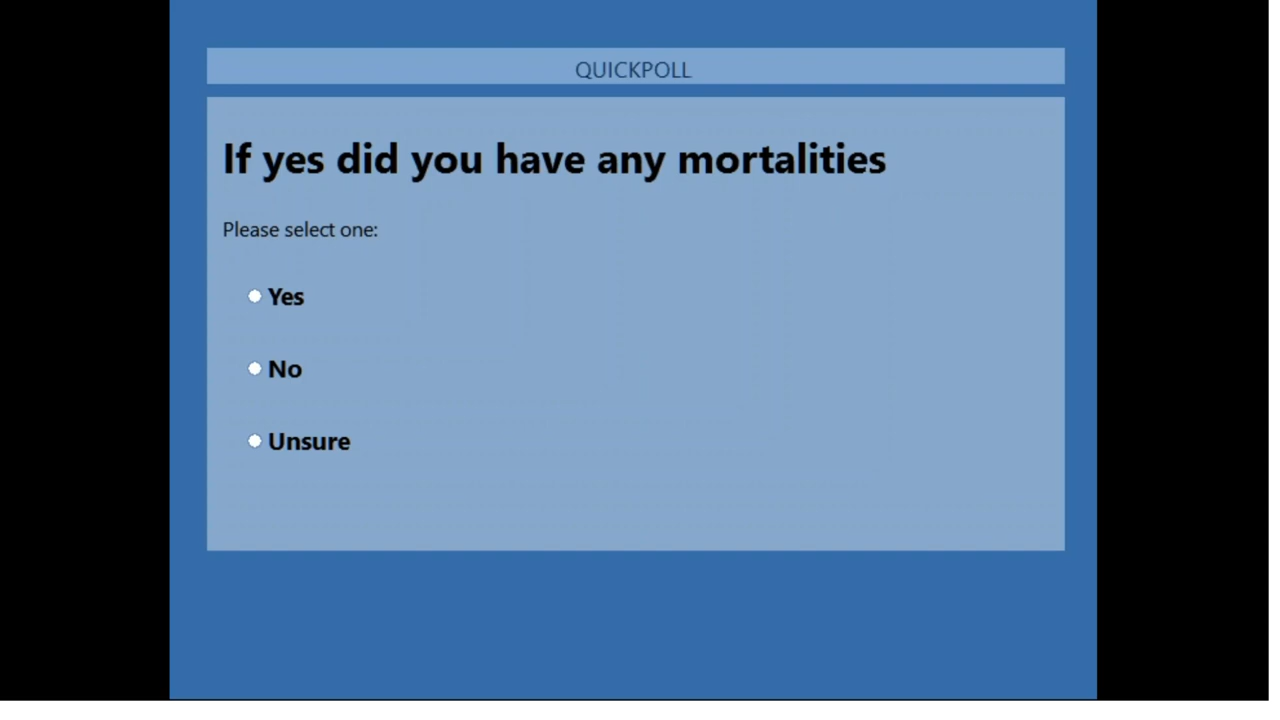 QUICKPOLL
If yes did you have any mortalities
Please select one:
Yes
No
Unsure